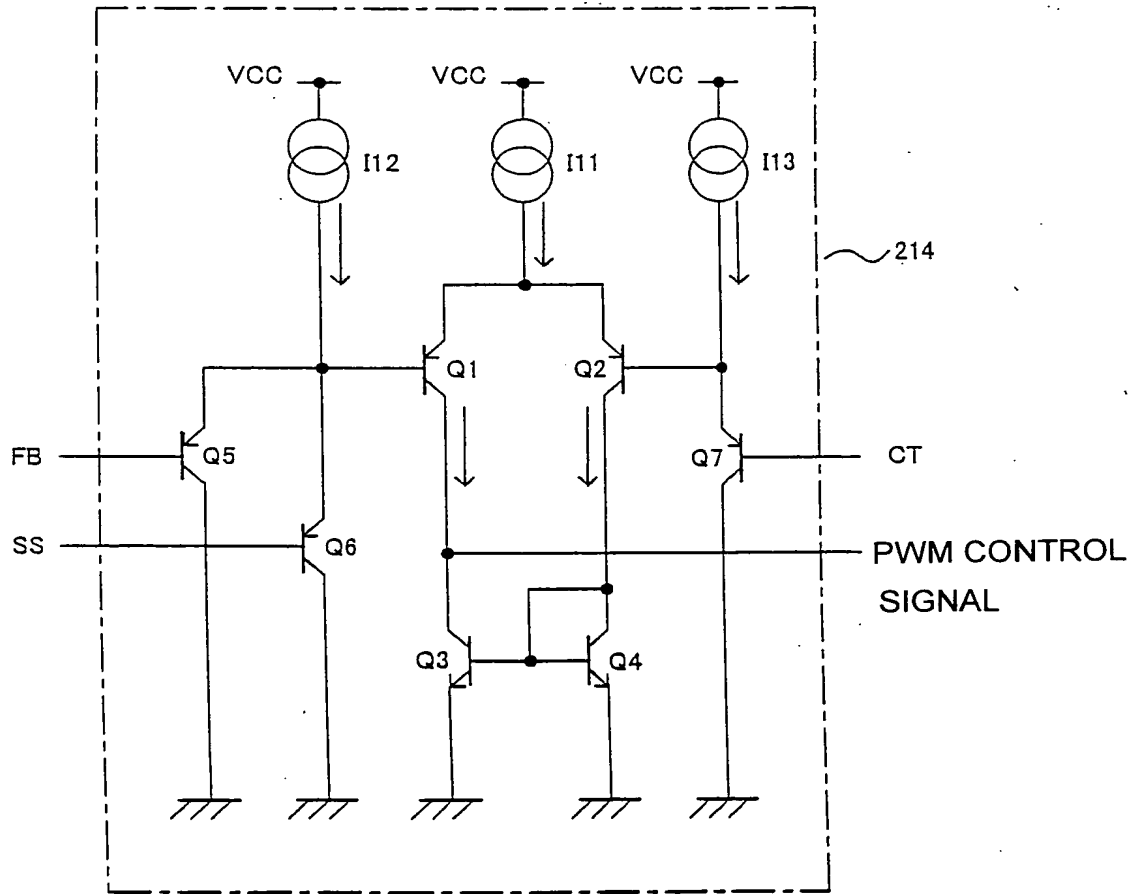 VCC VCC VCC
I12 I11 I13
214
Q1 Q2
FB Q5 Q7 CT
SS Q6
PWM CONTROL
SIGNAL
Q3 Q4